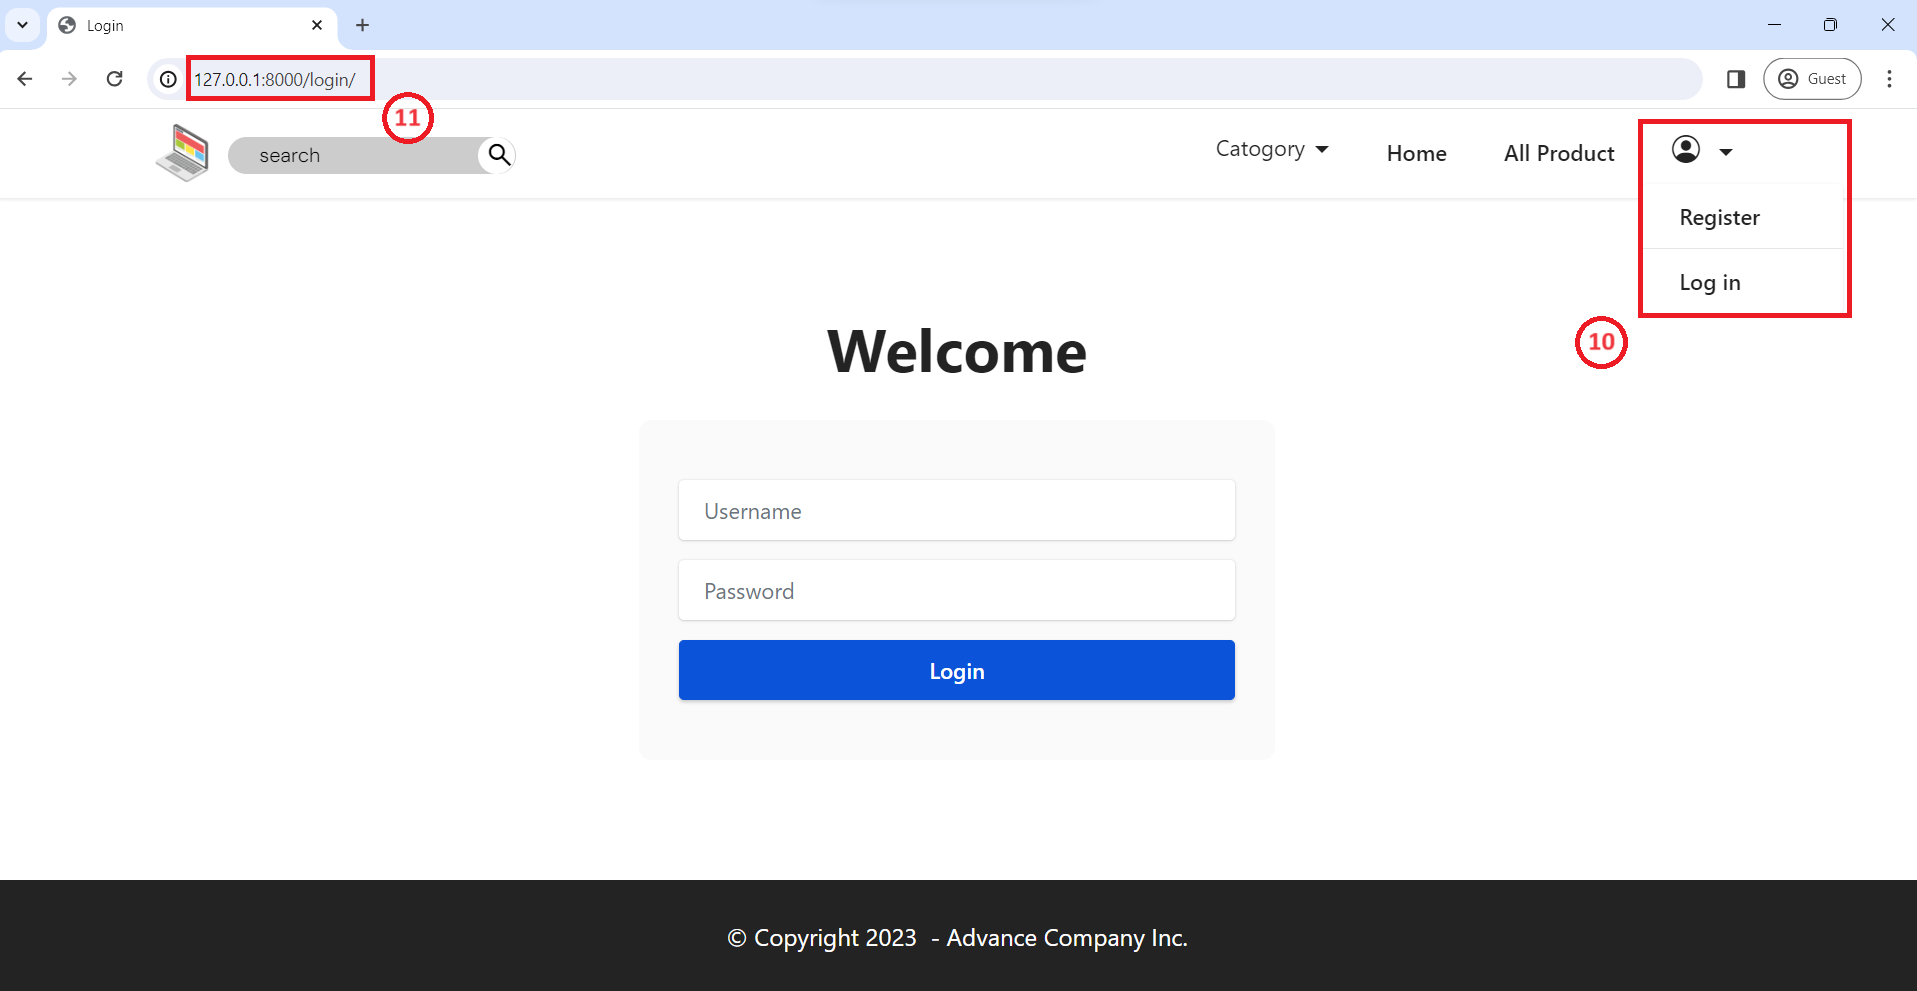 Login
127.0.0.1:8000/login/
Guest
11
search
Catogory
Home
All Product
Register
Log in
10
Welcome
Username
Password
Login
© Copyright 2023 - Advance Company Inc.